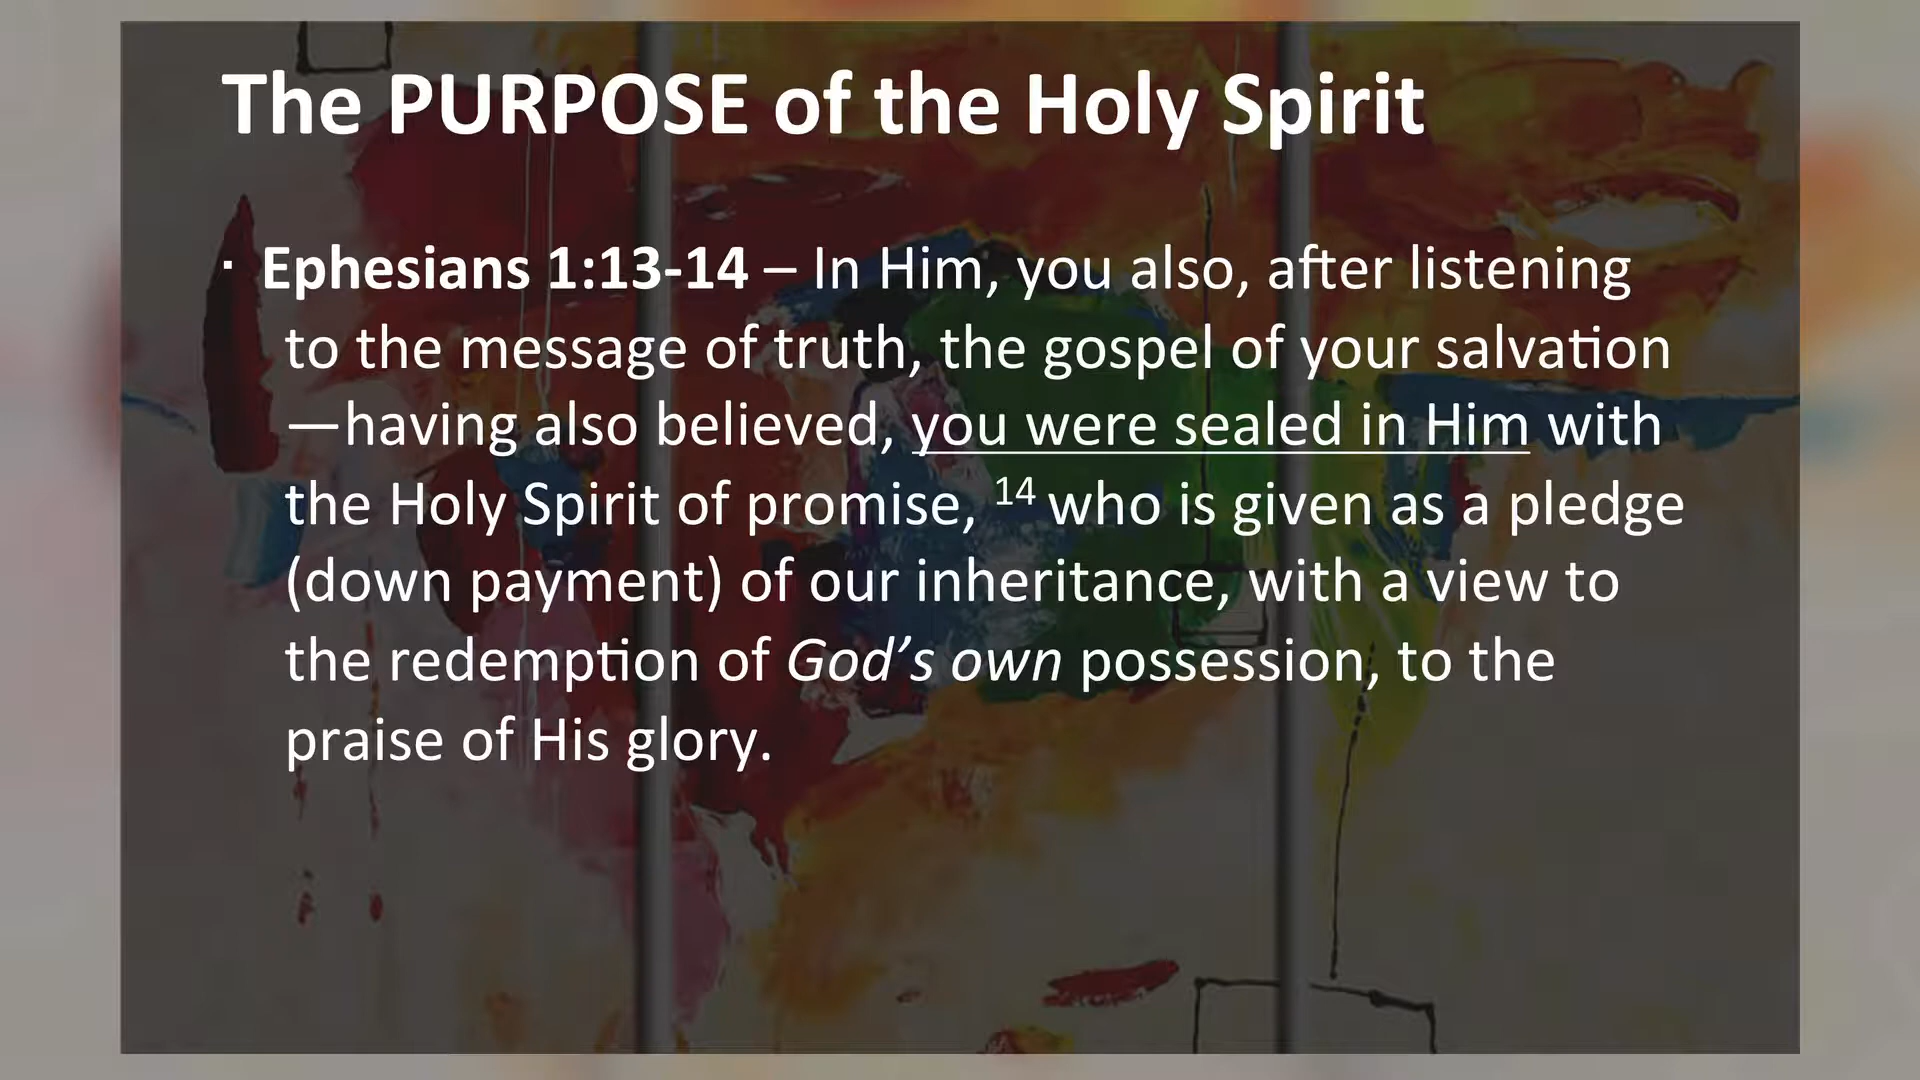 The PURPOSE of the Holy Spirit
· Ephesians 1:13-14 – In Him, you also, after listening
to the message of truth, the gospel of your salvation
—having also believed, you were sealed in Him with
the Holy Spirit of promise, 14 who is given as a pledge
(down payment) of our inheritance, with a view to
the redemption of God’s own possession, to the
praise of His glory.